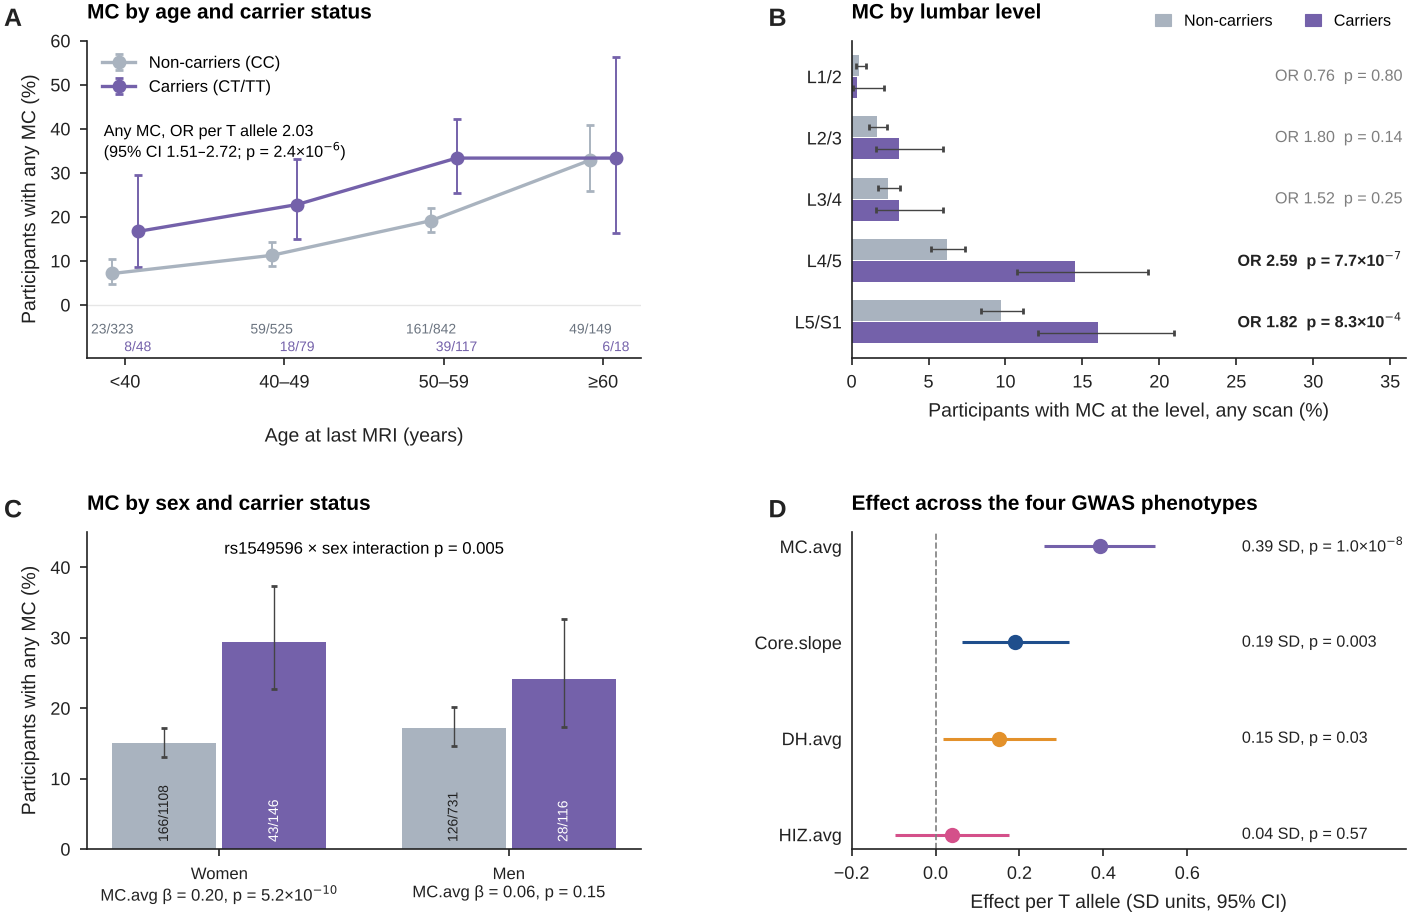 A
MC by age and carrier status
60
50
40
30
20
10
0
Participants with any MC (%)
Non-carriers (CC)
Carriers (CT/TT)
Any MC, OR per T allele 2.03
(95% CI 1.51–2.72; p = 2.4×10⁻⁶)
23/323 59/525 161/842 49/149
8/48 18/79 39/117 6/18
<40 40–49 50–59 ≥60
Age at last MRI (years)
B
MC by lumbar level
Non-carriers Carriers
L1/2 OR 0.76 p = 0.80
L2/3 OR 1.80 p = 0.14
L3/4 OR 1.52 p = 0.25
L4/5 OR 2.59 p = 7.7×10⁻⁷
L5/S1 OR 1.82 p = 8.3×10⁻⁴
0 5 10 15 20 25 30 35
Participants with MC at the level, any scan (%)
C
MC by sex and carrier status
rs1549596 × sex interaction p = 0.005
40
30
20
10
0
Participants with any MC (%)
166/1108
43/146
126/731
28/116
Women Men
MC.avg β = 0.20, p = 5.2×10⁻¹⁰ MC.avg β = 0.06, p = 0.15
D
Effect across the four GWAS phenotypes
MC.avg 0.39 SD, p = 1.0×10⁻⁸
Core.slope 0.19 SD, p = 0.003
DH.avg 0.15 SD, p = 0.03
HIZ.avg 0.04 SD, p = 0.57
−0.2 0.0 0.2 0.4 0.6
Effect per T allele (SD units, 95% CI)